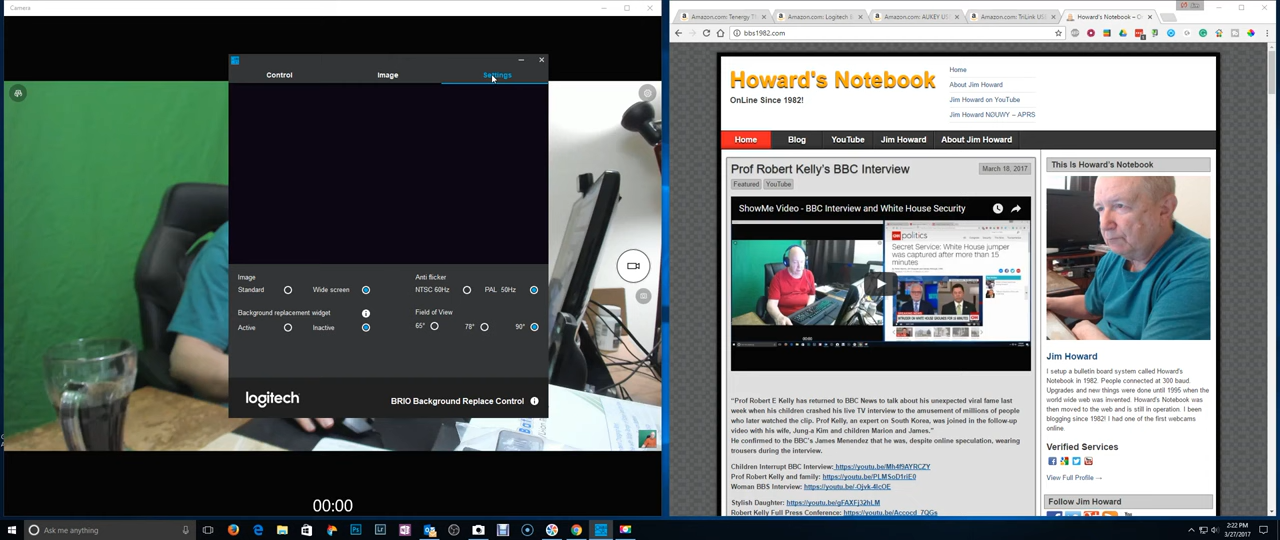 Camera
Control
Image
Settings
Image
Standard
Wide screen
Anti flicker
NTSC 60Hz
PAL 50Hz
Background replacement widget
Active
Inactive
Field of View
65°
78°
90°
logitech
BRIO Background Replace Control
00:00
Amazon.com: Tenergy T
Amazon.com: Logitech B
Amazon.com: AUKEY US
Amazon.com: TriLink US
Howard's Notebook – O
bbs1982.com
Howard's Notebook
OnLine Since 1982!
Home
About Jim Howard
Jim Howard on YouTube
Jim Howard NØUWY – APRS
Home
Blog
YouTube
Jim Howard
About Jim Howard
Prof Robert Kelly's BBC Interview
March 18, 2017
Featured
YouTube
ShowMe Video - BBC Interview and White House Security
politics
Secret Service: White House jumper
was captured after more than 15
minutes
"Prof Robert E Kelly has returned to BBC News to talk about his unexpected viral fame last
week when his children crashed his live TV interview to the amusement of millions of people
who later watched the clip. Prof Kelly, an expert on South Korea, was joined in the follow-up
video with his wife, Jung-a Kim and children Marion and James."
He confirmed to the BBC's James Menendez that he was, despite online speculation, wearing
trousers during the interview.
Children Interrupt BBC Interview: https://youtu.be/Mh4f9AYRCZY
Prof Robert Kelly and family: https://youtu.be/PLMSoD1riE0
Woman BBS Interview: https://youtu.be/-Ojvk-4IcOE
Stylish Daughter: https://youtu.be/gFAXFj32hLM
Robert Kelly Full Press Conference: https://youtu.be/Accocd_7QGs
This Is Howard's Notebook
Jim Howard
I setup a bulletin board system called Howard's
Notebook in 1982. People connected at 300 baud.
Upgrades and new things were done until 1995 when the
world wide web was invented. Howard's Notebook was
then moved to the web and is still in operation. I been
blogging since 1982! I had one of the first webcams
online.
Verified Services
View Full Profile →
Follow Jim Howard
Ask me anything
2:22 PM
3/27/2017